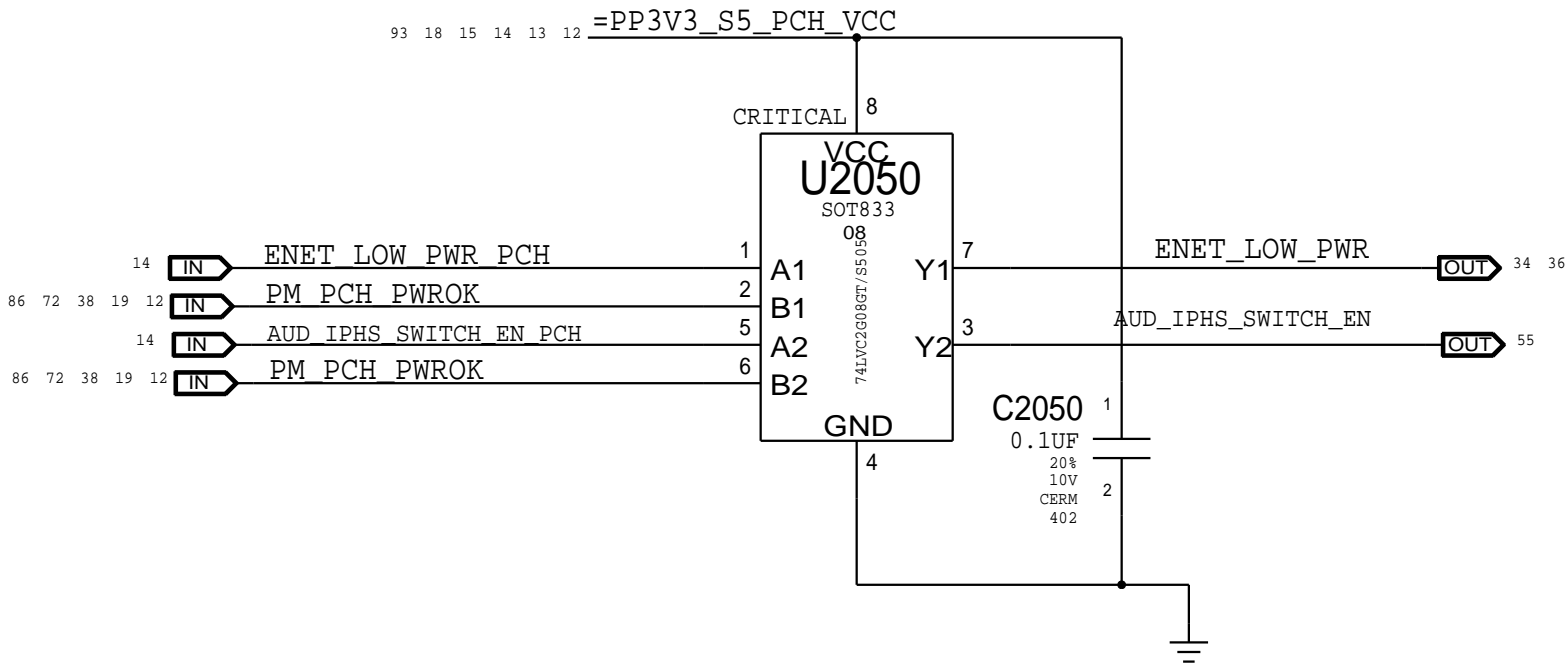 93 18 15 14 13 12 =PP3V3_S5_PCH_VCC
CRITICAL 8
VCC
U2050
SOT833
08
74LVC2G08GT/S505
14 IN ENET_LOW_PWR_PCH 1 A1
86 72 38 19 12 IN PM_PCH_PWROK 2 B1
14 IN AUD_IPHS_SWITCH_EN_PCH 5 A2
86 72 38 19 12 IN PM_PCH_PWROK 6 B2
Y1 7 ENET_LOW_PWR OUT 34 36
Y2 3 AUD_IPHS_SWITCH_EN OUT 55
GND
4
C2050 1
0.1UF
20%
10V
CERM 2
402